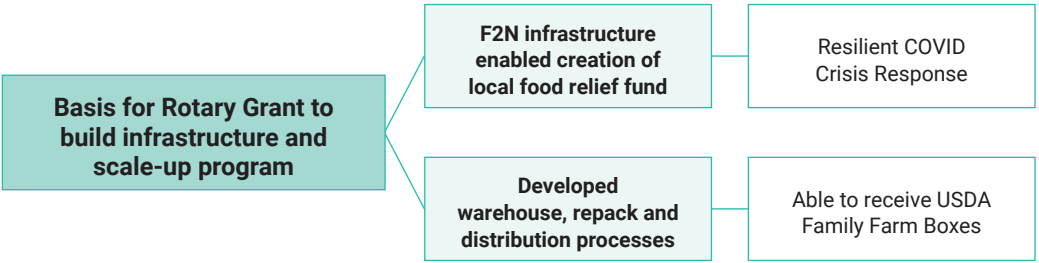 Basis for Rotary Grant to
build infrastructure and
scale-up program
F2N infrastructure
enabled creation of
local food relief fund
Resilient COVID
Crisis Response
Developed
warehouse, repack and
distribution processes
Able to receive USDA
Family Farm Boxes